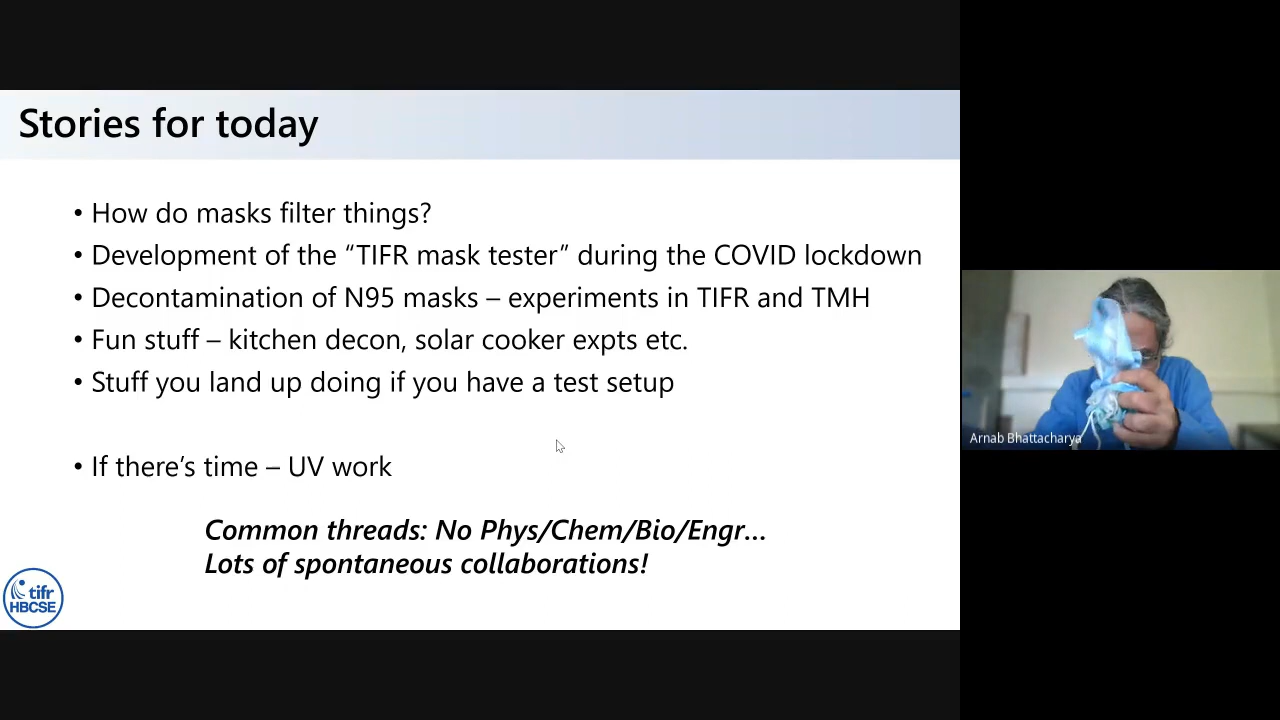 Stories for today
• How do masks filter things?
• Development of the “TIFR mask tester” during the COVID lockdown
• Decontamination of N95 masks – experiments in TIFR and TMH
• Fun stuff – kitchen decon, solar cooker expts etc.
• Stuff you land up doing if you have a test setup
• If there’s time – UV work
Common threads: No Phys/Chem/Bio/Engr…
Lots of spontaneous collaborations!
tifr
HBCSE
Arnab Bhattacharya